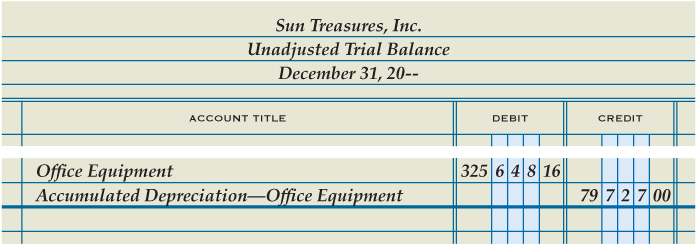 Sun Treasures, Inc.
Unadjusted Trial Balance
December 31, 20--
ACCOUNT TITLE DEBIT CREDIT
Office Equipment 325 6 4 8 16
Accumulated Depreciation—Office Equipment 79 7 2 7 00